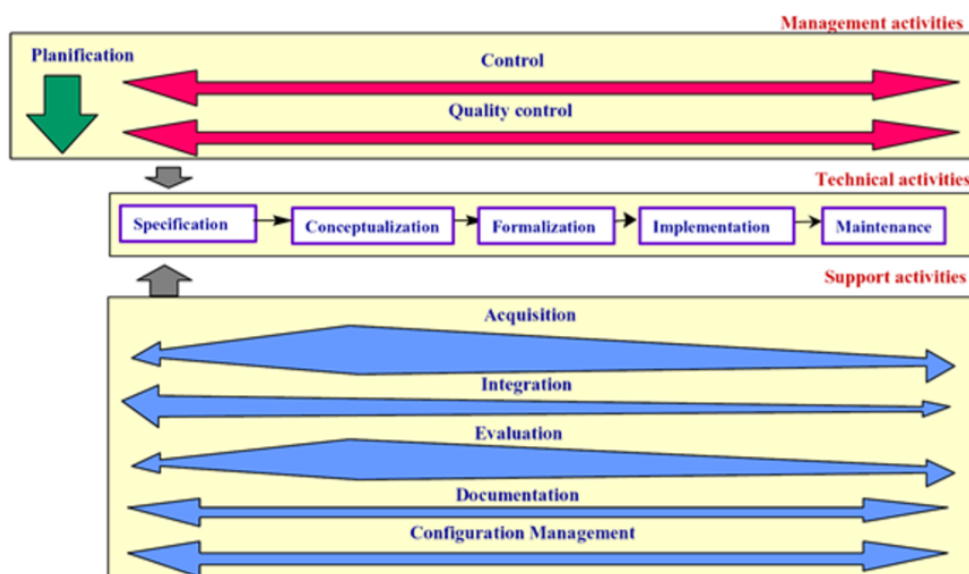 Management activities
Planification
Control
Quality control
Technical activities
Specification
Conceptualization
Formalization
Implementation
Maintenance
Support activities
Acquisition
Integration
Evaluation
Documentation
Configuration Management